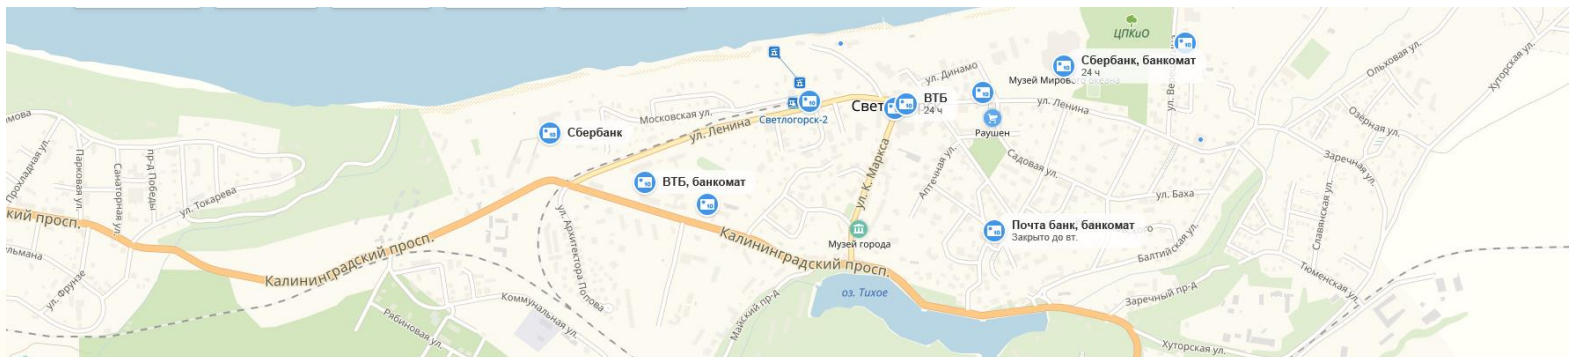 ЦПКиО
Ольховая ул.
Хуторская ул.
Сбербанк, банкомат
24 ч
ул. Динамо
Музей Мирового океана
ВТБ
24 ч
Свет
ул. Ленина
Озёрная ул.
Московская ул.
Светлогорск-2
Раушен
Сбербанк
ул. Ленина
Прохладная ул.
Парковая ул.
Санаторная ул.
пр-д Победы
ул. К. Маркса
Аптечная ул.
Садовая ул.
Заречная ул.
ВТБ, банкомат
ул. Токарева
ул. Баха
Славянская ул.
кий просп.
ул. Архитектора Попова
Почта банк, банкомат
Закрыто до вт.
Музей города
Калининградский просп.
Калининградский просп.
Балтийская ул.
ул. Фрунзе
Тюменская ул.
оз. Тихое
Коммунальная ул.
Майский пр-д
Заречный пр-д
Рябиновая ул.
Хуторская ул.